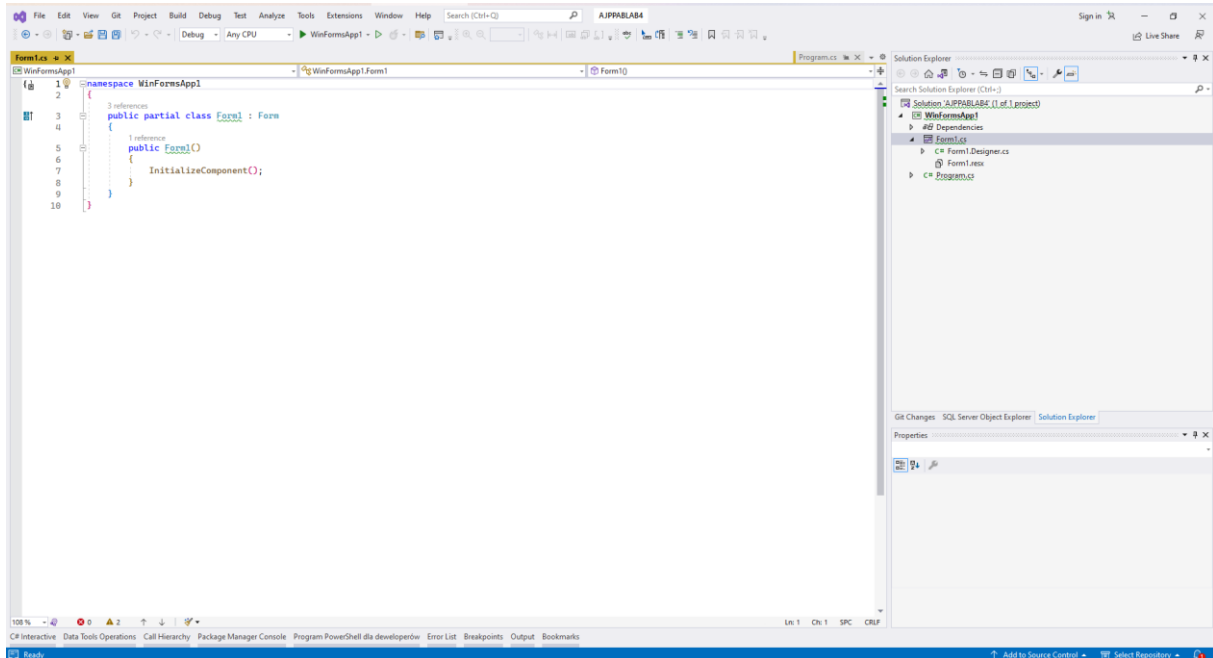 File Edit View Git Project Build Debug Test Analyze Tools Extensions Window Help Search (Ctrl+Q) AJPPABLAB4 Sign in
Debug Any CPU WinFormsApp1 Live Share
Form1.cs Program.cs
WinFormsApp1 WinFormsApp1.Form1 Form1()
1 namespace WinFormsApp1
2 {
3 references
3 public partial class Form1 : Form
4 {
1 reference
5 public Form1()
6 {
7 InitializeComponent();
8 }
9 }
10 }
Solution Explorer
Search Solution Explorer (Ctrl+;)
Solution 'AJPPABLAB4' (1 of 1 project)
WinFormsApp1
Dependencies
Form1.cs
C# Form1.Designer.cs
Form1.resx
C# Program.cs
Git Changes SQL Server Object Explorer Solution Explorer
Properties
108 % 0 2 Ln: 1 Ch: 1 SPC CRLF
C# Interactive Data Tools Operations Call Hierarchy Package Manager Console Program PowerShell dla deweloperów Error List Breakpoints Output Bookmarks
Ready Add to Source Control Select Repository